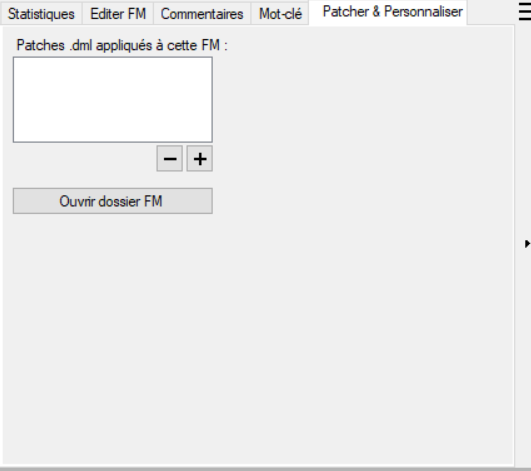 Statistiques Editer FM Commentaires Mot-clé Patcher & Personnaliser
Patches .dml appliqués à cette FM :
Ouvrir dossier FM